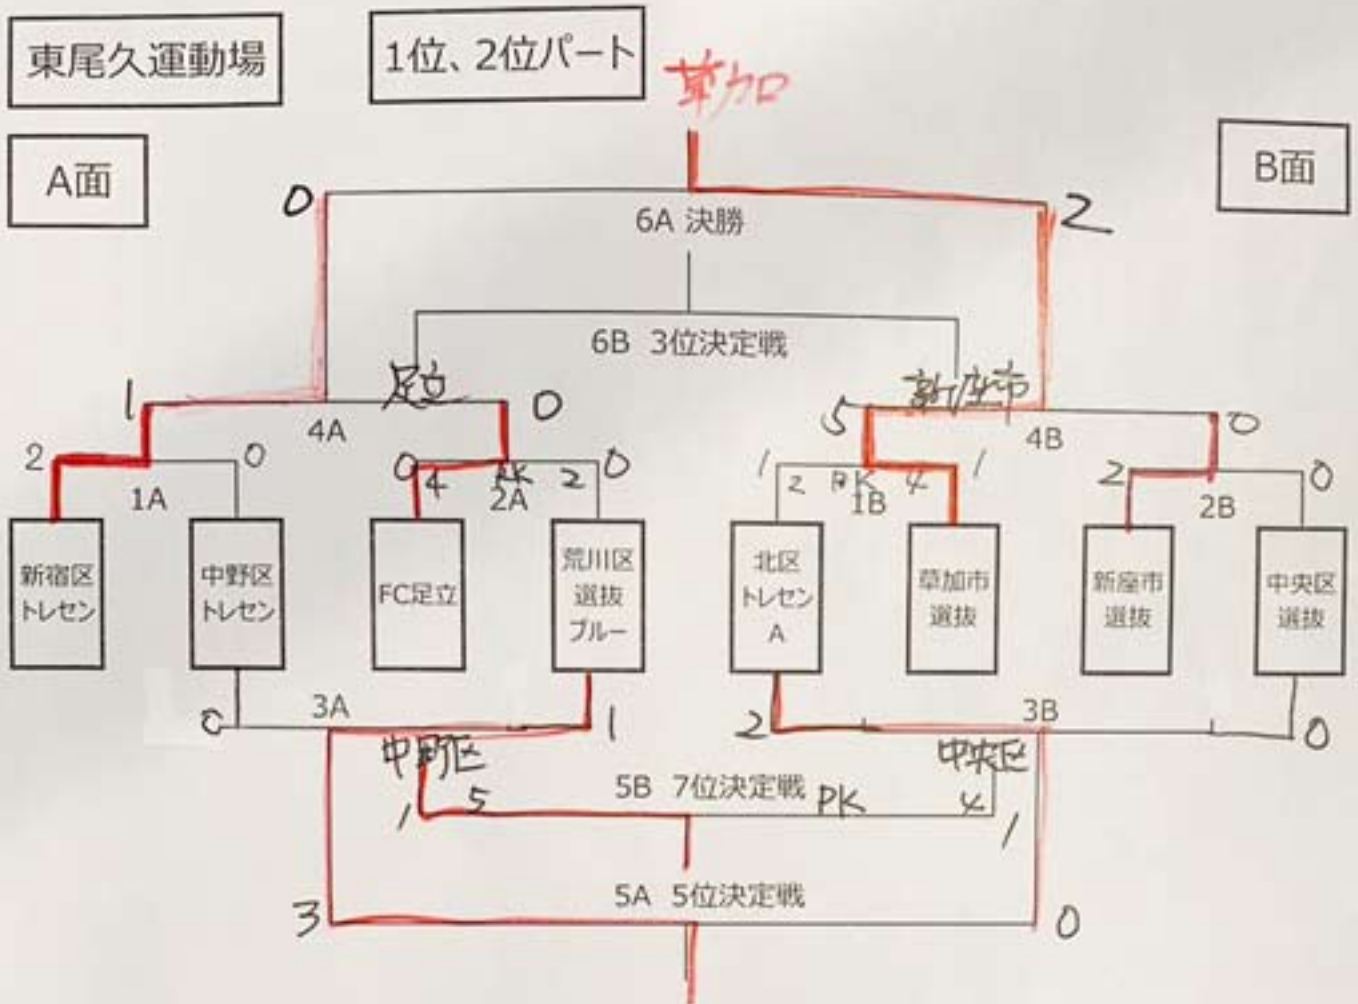 東尾久運動場
1位、2位パート
草加
A面
B面
0
2
6A 決勝
6B 3位決定戦
足立
新座市
1
0
5
0
4A
4B
2
0
0
4
PK
2
0
1
2
PK
4
1
2
0
1A
2A
1B
2B
新宿区
トレセン
中野区
トレセン
FC足立
荒川区
選抜
ブルー
北区
トレセン
A
草加市
選抜
新座市
選抜
中央区
選抜
3A
3B
0
1
2
0
中野区
中央区
5B 7位決定戦
1
5
PK
4
1
5A 5位決定戦
3
0